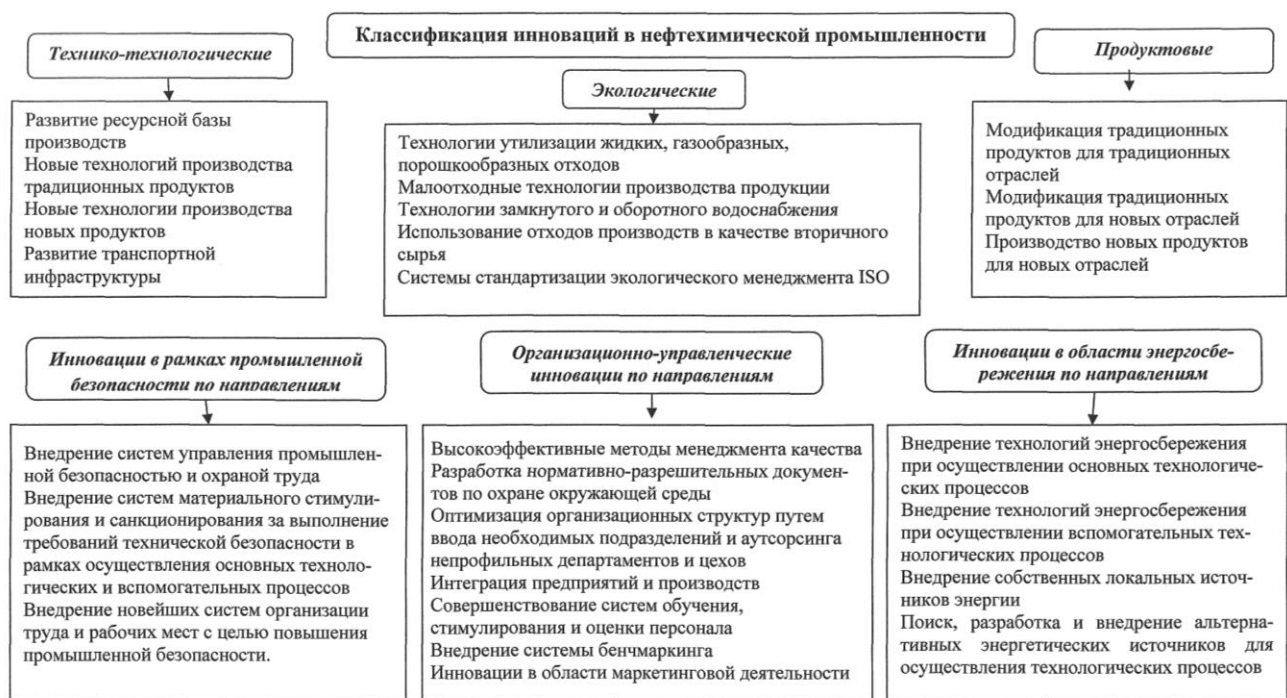 Классификация инноваций в нефтехимической промышленности
Технико-технологические
Развитие ресурсной базы
производств
Новые технологий производства
традиционных продуктов
Новые технологии производства
новых продуктов
Развитие транспортной
инфраструктуры
Экологические
Технологии утилизации жидких, газообразных,
порошкообразных отходов
Малоотходные технологии производства продукции
Технологии замкнутого и оборотного водоснабжения
Использование отходов производств в качестве вторичного
сырья
Системы стандартизации экологического менеджмента ISO
Продуктовые
Модификация традиционных
продуктов для традиционных
отраслей
Модификация традиционных
продуктов для новых отраслей
Производство новых продуктов
для новых отраслей
Инновации в рамках промышленной
безопасности по направлениям
Внедрение систем управления промышлен-
ной безопасностью и охраной труда
Внедрение систем материального стимули-
рования и санкционирования за выполнение
требований технической безопасности в
рамках осуществления основных техноло-
гических и вспомогательных процессов
Внедрение новейших систем организации
труда и рабочих мест с целью повышения
промышленной безопасности.
Организационно-управленческие
инновации по направлениям
Высокоэффективные методы менеджмента качества
Разработка нормативно-разрешительных докумен-
тов по охране окружающей среды
Оптимизация организационных структур путем
ввода необходимых подразделений и аутсорсинга
непрофильных департаментов и цехов
Интеграция предприятий и производств
Совершенствование систем обучения,
стимулирования и оценки персонала
Внедрение системы бенчмаркинга
Инновации в области маркетинговой деятельности
Инновации в области энергосбе-
режения по направлениям
Внедрение технологий энергосбережения
при осуществлении основных технологиче-
ских процессов
Внедрение технологий энергосбережения
при осуществлении вспомогательных тех-
нологических процессов
Внедрение собственных локальных источ-
ников энергии
Поиск, разработка и внедрение альтерна-
тивных энергетических источников для
осуществления технологических процессов